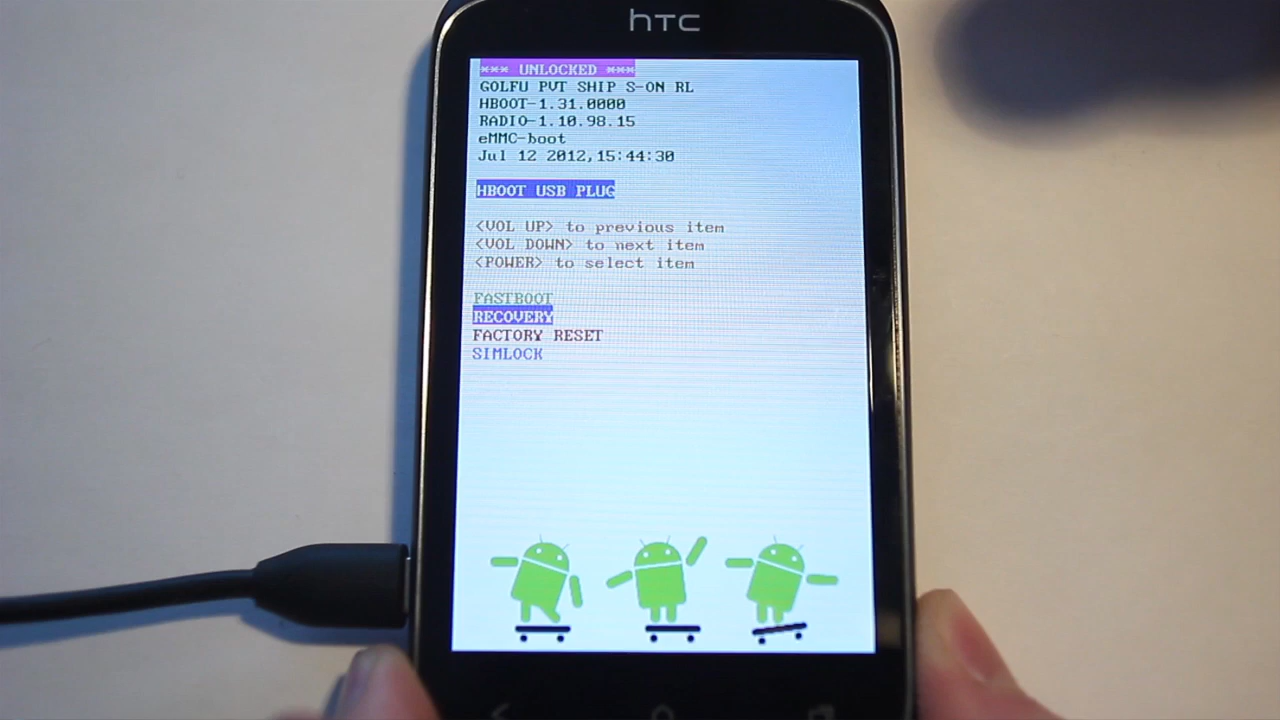 hTC
*** UNLOCKED ***
GOLFU PVT SHIP S-ON RL
HBOOT-1.31.0000
RADIO-1.10.98.15
eMMC-boot
Jul 12 2012,15:44:30
HBOOT USB PLUG
<VOL UP> to previous item
<VOL DOWN> to next item
<POWER> to select item
FASTBOOT
RECOVERY
FACTORY RESET
SIMLOCK